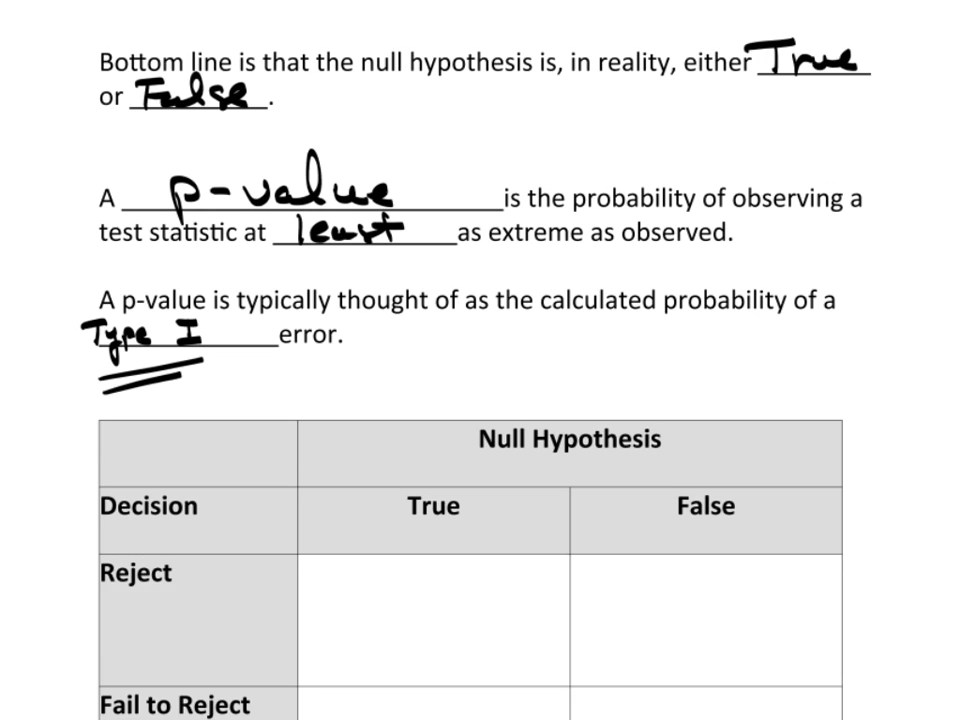 Bottom line is that the null hypothesis is, in reality, either True
or False.
A p-value is the probability of observing a
test statistic at least as extreme as observed.
A p-value is typically thought of as the calculated probability of a
Type I error.
Null Hypothesis
Decision True False
Reject
Fail to Reject